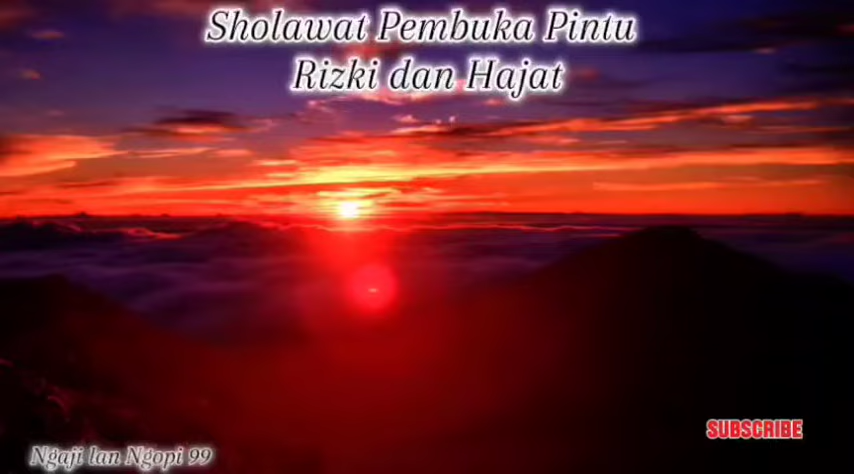 Sholawat Pembuka Pintu
Rizki dan Hajat
SUBSCRIBE
Ngaji lan Ngopi 99